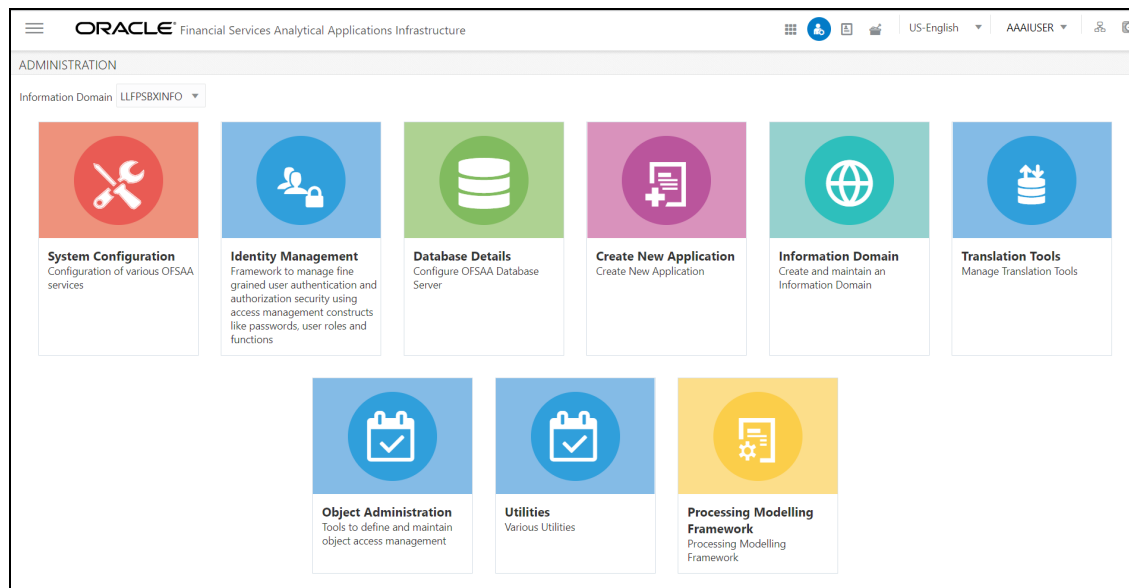 ORACLE® Financial Services Analytical Applications Infrastructure
US-English
AAAIUSER
ADMINISTRATION
Information Domain LLFPSBXINFO
System Configuration
Configuration of various OFSAA
services
Identity Management
Framework to manage fine
grained user authentication and
authorization security using
access management constructs
like passwords, user roles and
functions
Database Details
Configure OFSAA Database
Server
Create New Application
Create New Application
Information Domain
Create and maintain an
Information Domain
Translation Tools
Manage Translation Tools
Object Administration
Tools to define and maintain
object access management
Utilities
Various Utilities
Processing Modelling
Framework
Processing Modelling
Framework